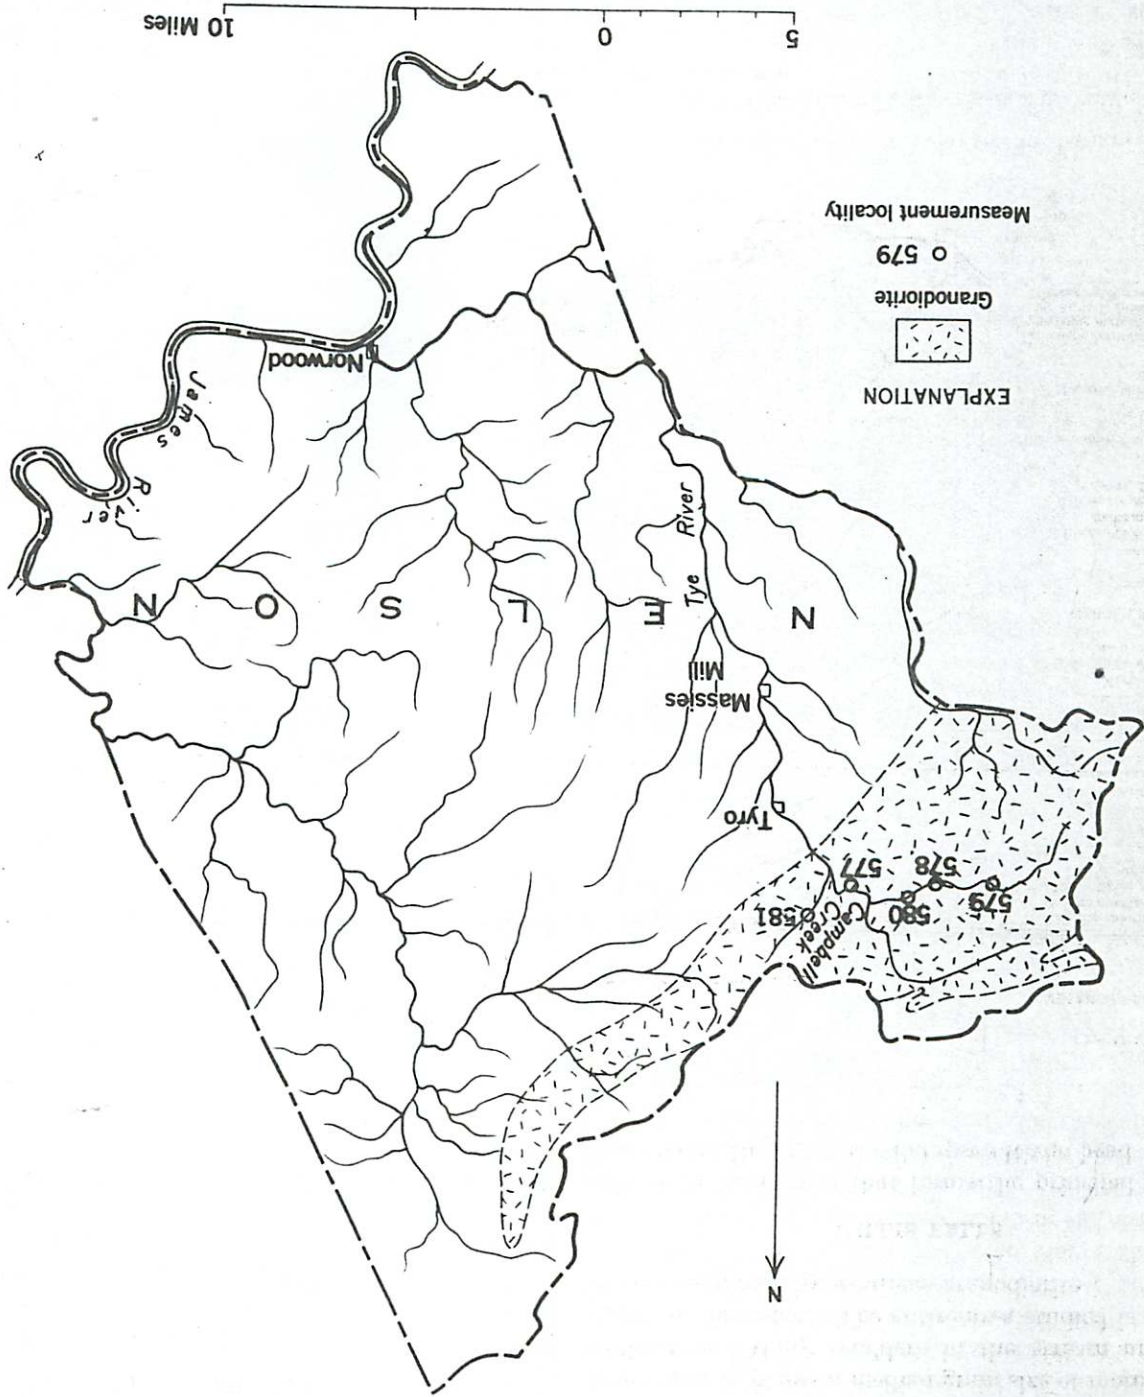 N
581
Campbell
Creek
580
579
578
577
Tyro
Massies
Mill
N E L S O N
Tye River
James River
Norwood
EXPLANATION
Granodiorite
579
Measurement locality
5 0 10 Miles